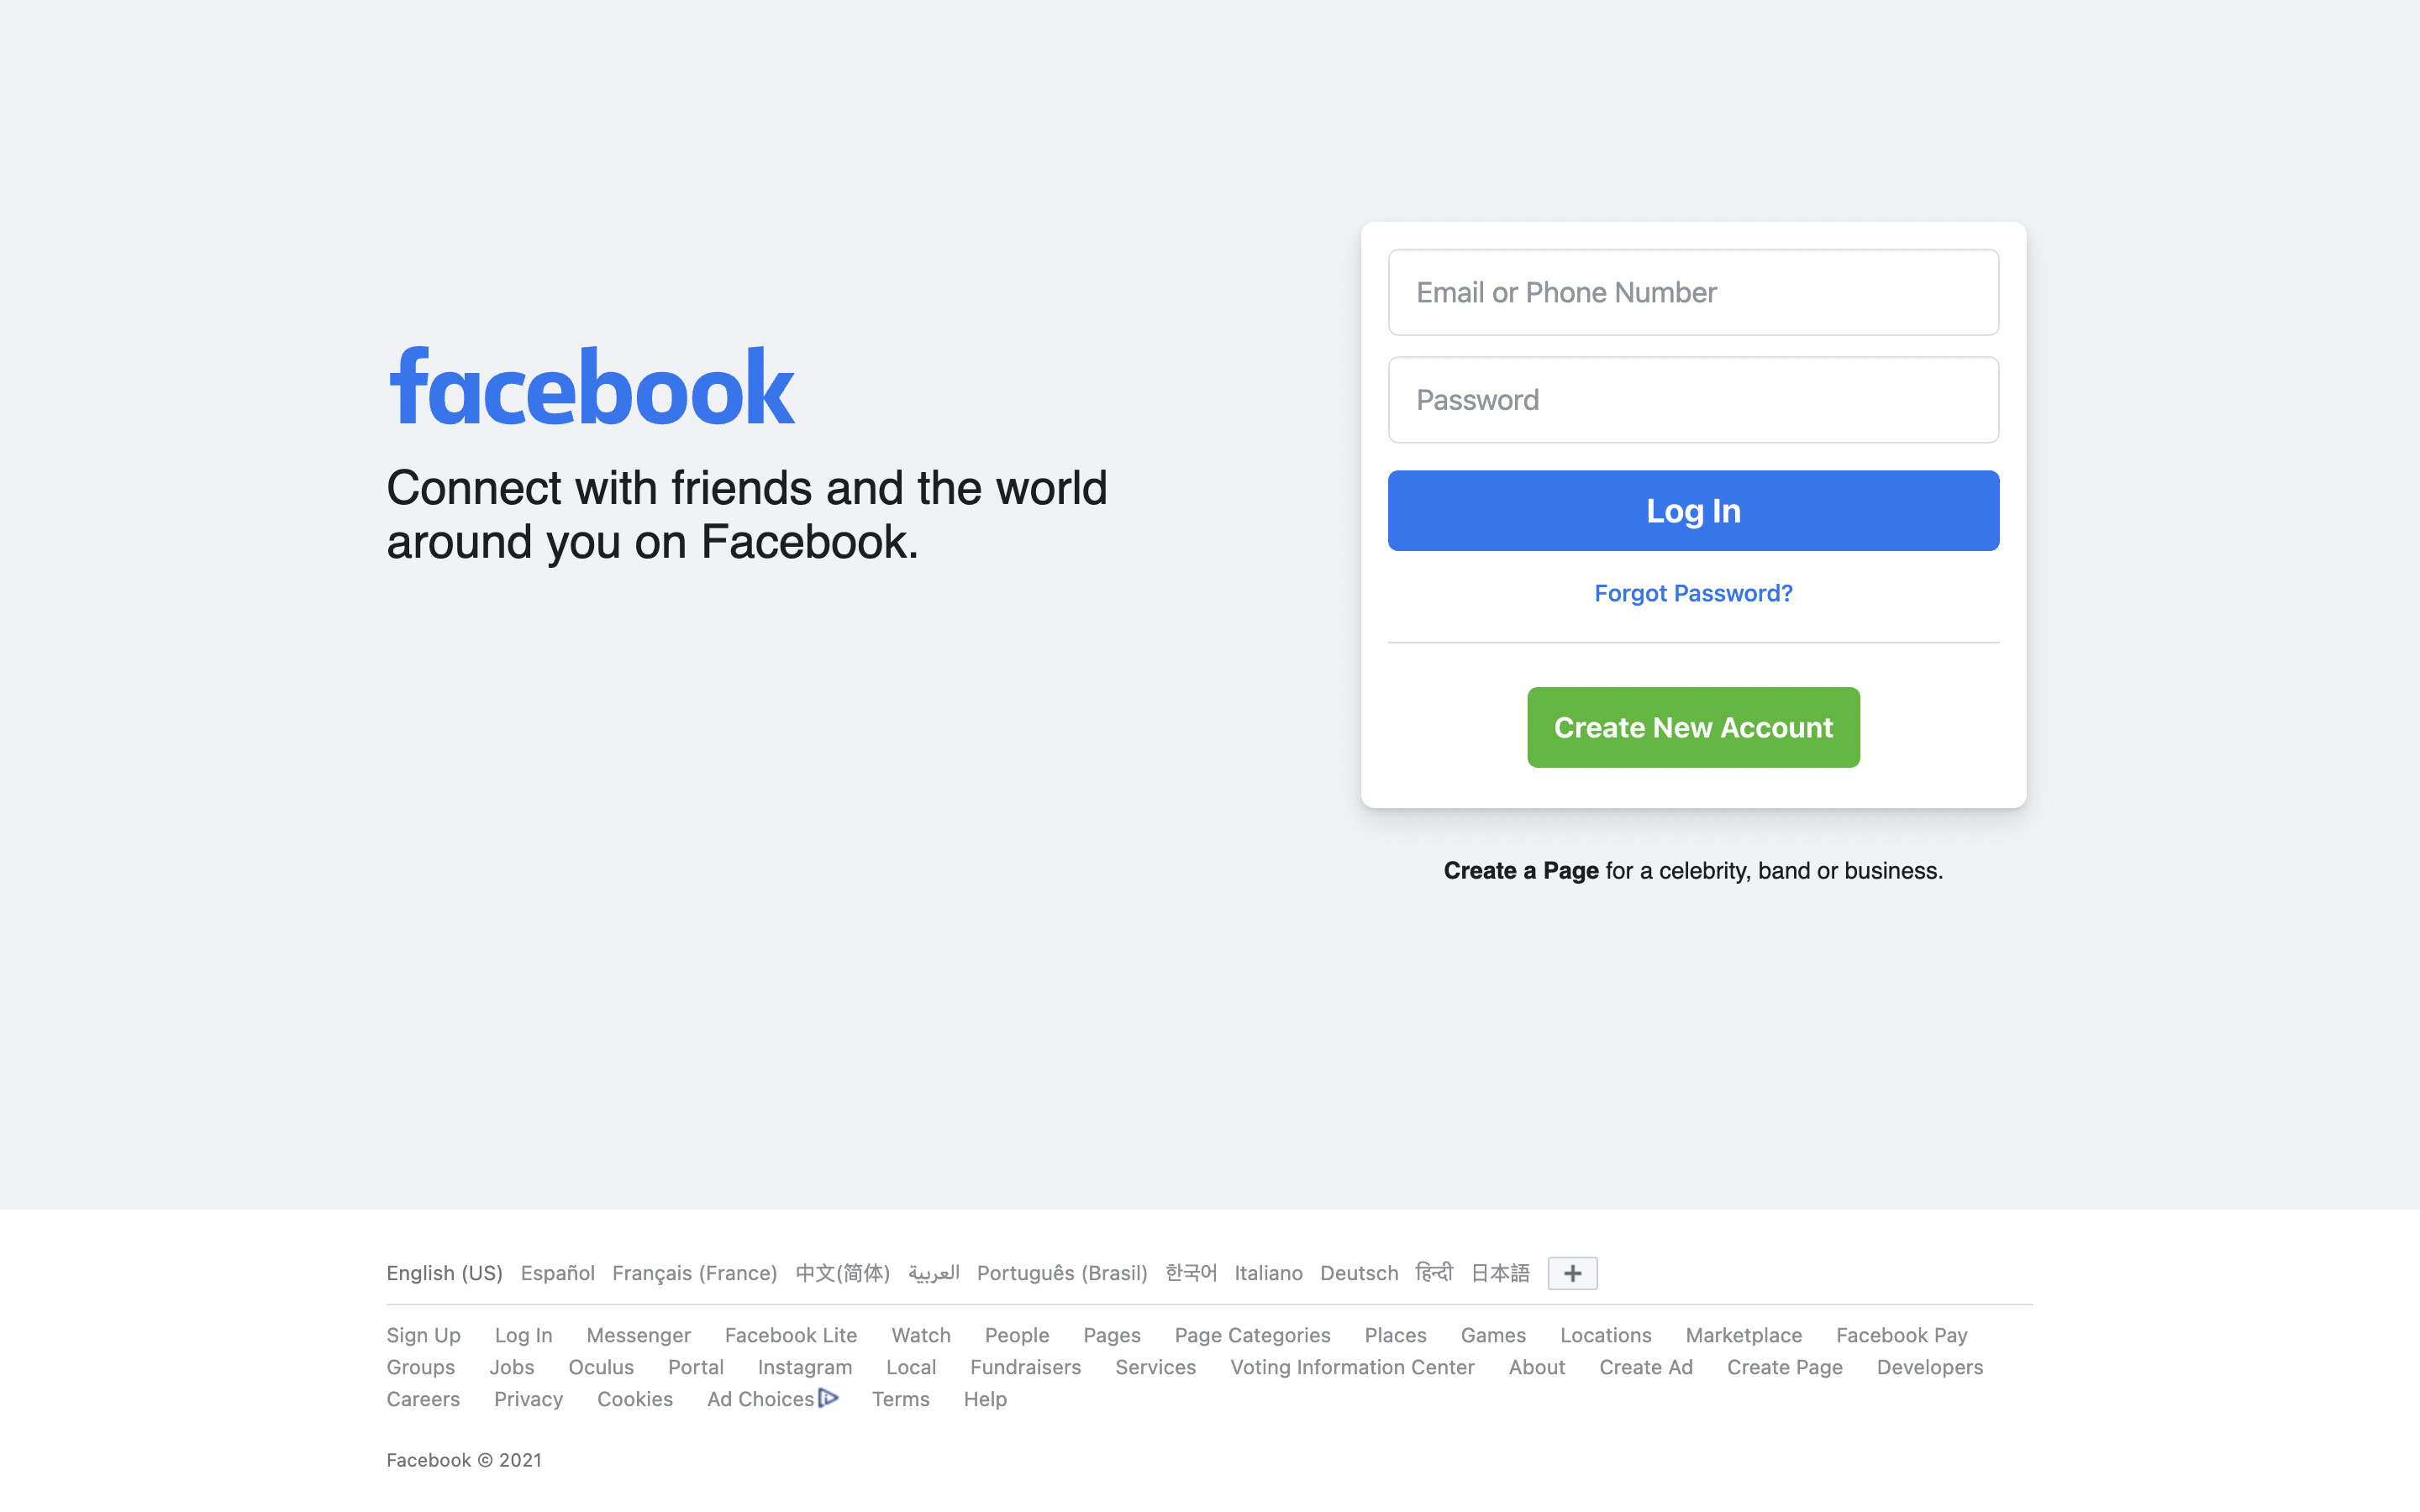 facebook
Connect with friends and the world
around you on Facebook.
Email or Phone Number
Password
Log In
Forgot Password?
Create New Account
Create a Page for a celebrity, band or business.
English (US) Español Français (France) 中文(简体) العربية Português (Brasil) 한국어 Italiano Deutsch हिन्दी 日本語 +
Sign Up Log In Messenger Facebook Lite Watch People Pages Page Categories Places Games Locations Marketplace Facebook Pay
Groups Jobs Oculus Portal Instagram Local Fundraisers Services Voting Information Center About Create Ad Create Page Developers
Careers Privacy Cookies Ad Choices Terms Help
Facebook © 2021